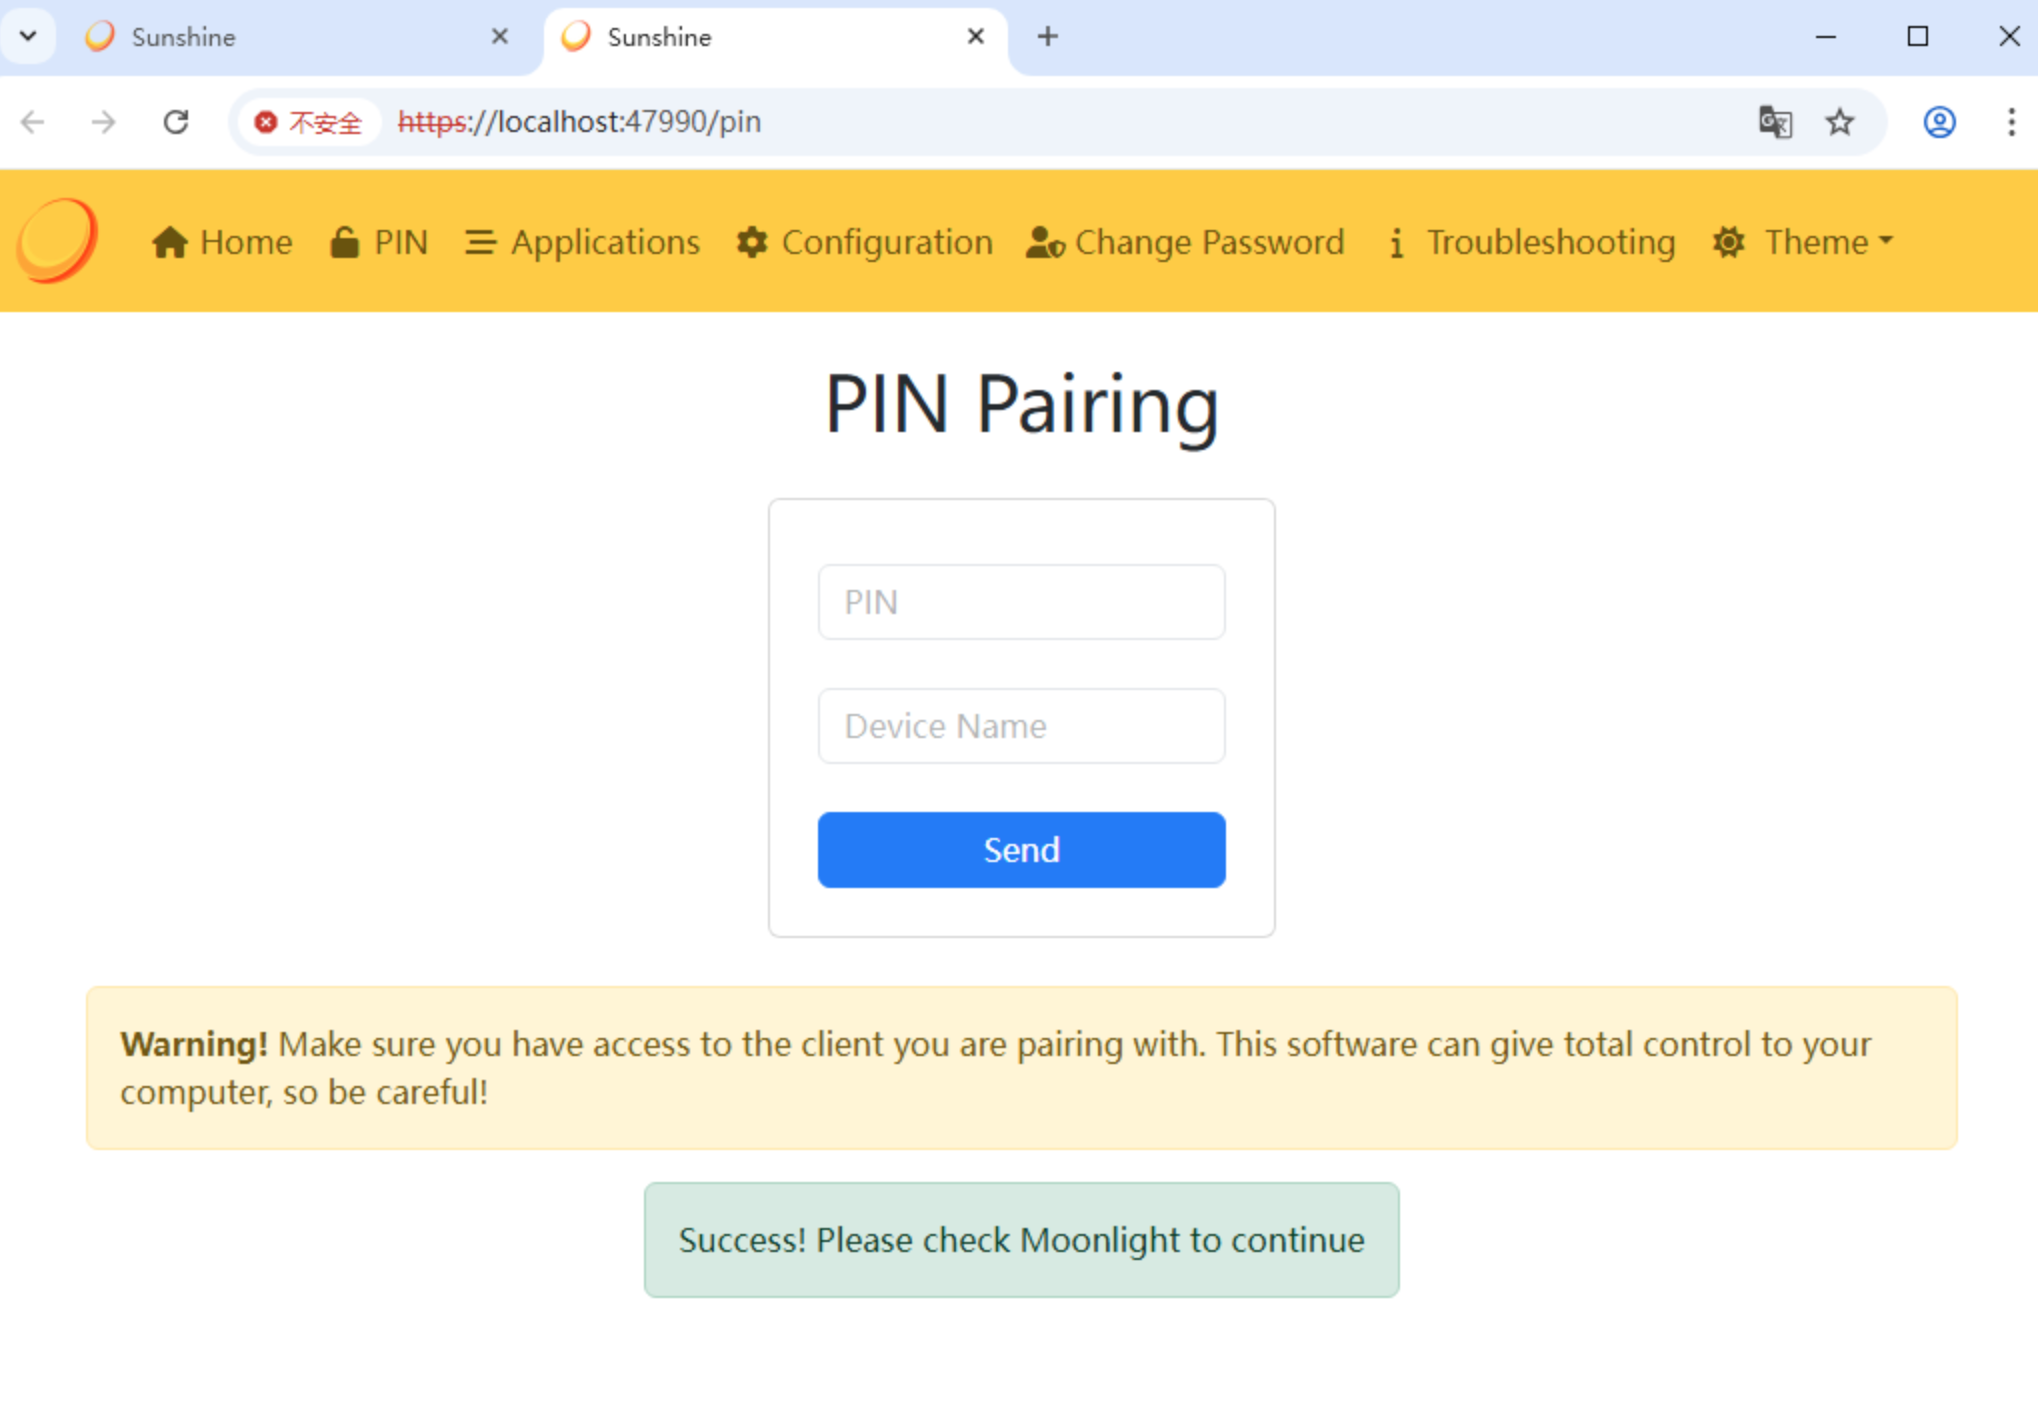 Sunshine
Sunshine
不安全 https://localhost:47990/pin
Home PIN Applications Configuration Change Password Troubleshooting Theme
PIN Pairing
PIN
Device Name
Send
Warning! Make sure you have access to the client you are pairing with. This software can give total control to your
computer, so be careful!
Success! Please check Moonlight to continue